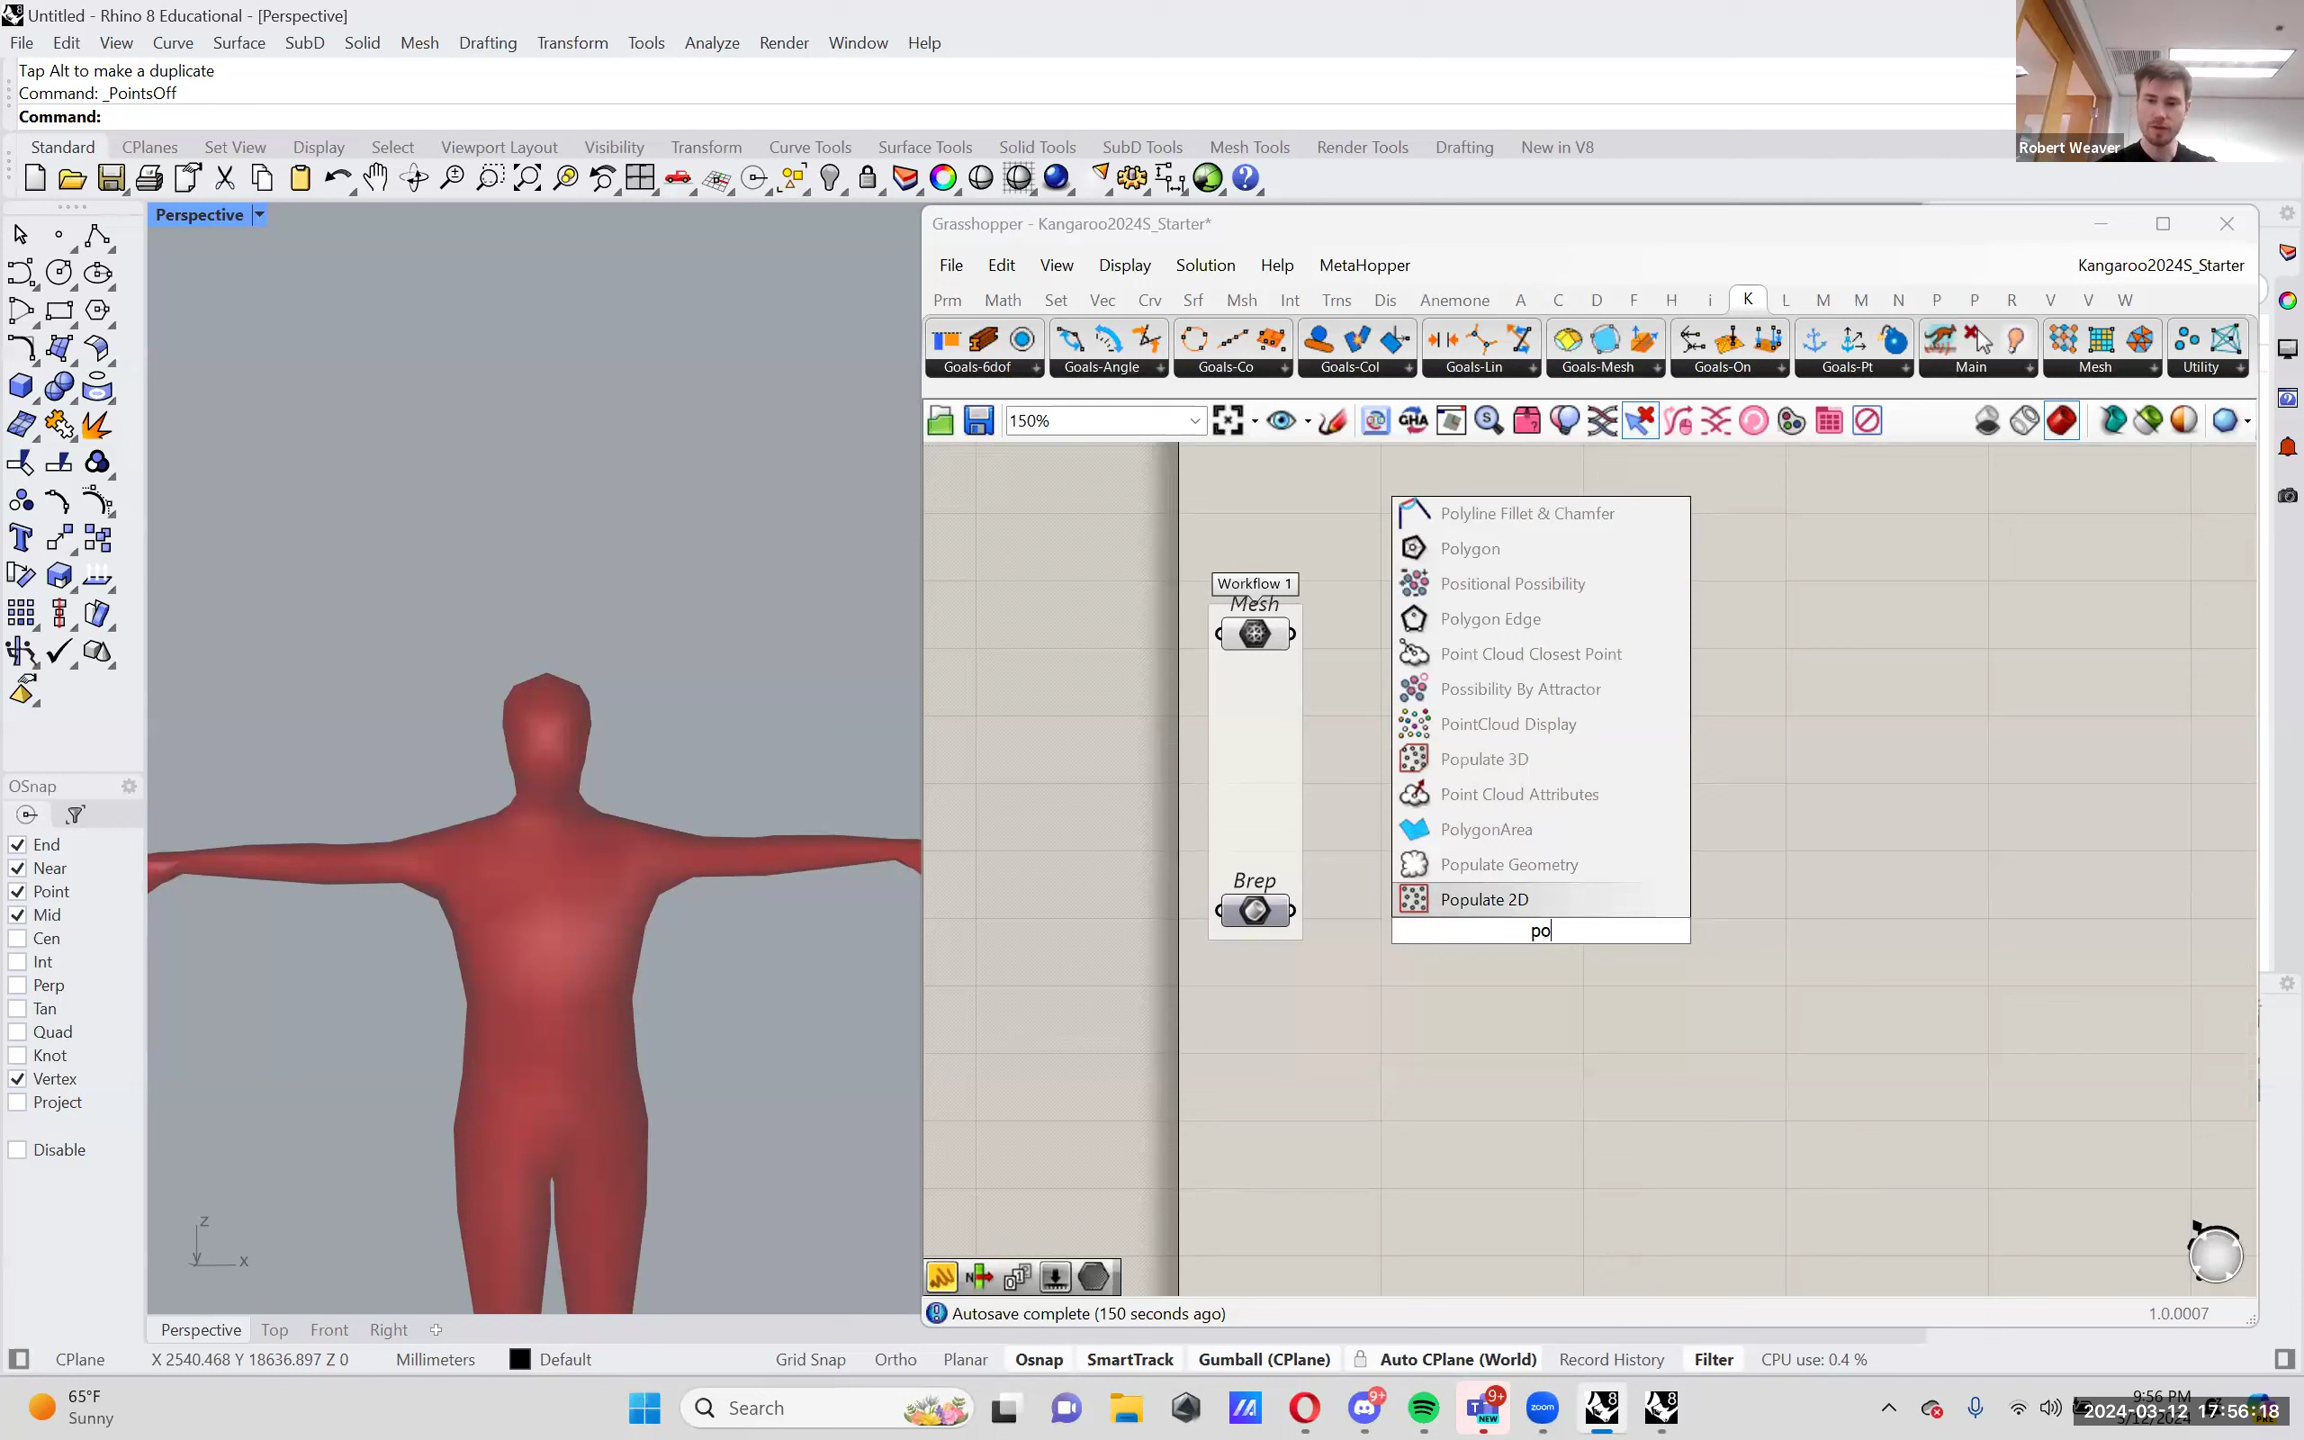 Untitled - Rhino 8 Educational - [Perspective]
File Edit View Curve Surface SubD Solid Mesh Drafting Transform Tools Analyze Render Window Help
Tap Alt to make a duplicate
Command: _PointsOff
Command:
Standard CPlanes Set View Display Select Viewport Layout Visibility Transform Curve Tools Surface Tools Solid Tools SubD Tools Mesh Tools Render Tools Drafting New in V8
Robert Weaver
Perspective
Grasshopper - Kangaroo2024S_Starter*
File Edit View Display Solution Help MetaHopper
Kangaroo2024S_Starter
Prm Math Set Vec Crv Srf Msh Int Trns Dis Anemone A C D F H i K L M M N P P R V V W
Goals-6dof Goals-Angle Goals-Co Goals-Col Goals-Lin Goals-Mesh Goals-On Goals-Pt Main Mesh Utility
150%
GHA
Polyline Fillet & Chamfer
Polygon
Positional Possibility
Polygon Edge
Point Cloud Closest Point
Possibility By Attractor
PointCloud Display
Populate 3D
Point Cloud Attributes
PolygonArea
Populate Geometry
Populate 2D
po
Workflow 1
Mesh
Brep
OSnap
End
Near
Point
Mid
Cen
Int
Perp
Tan
Quad
Knot
Vertex
Project
Disable
z
y
x
Autosave complete (150 seconds ago)
1.0.0007
Perspective Top Front Right
CPlane X 2540.468 Y 18636.897 Z 0 Millimeters Default Grid Snap Ortho Planar Osnap SmartTrack Gumball (CPlane) Auto CPlane (World) Record History Filter CPU use: 0.4 %
65°F
Sunny
Search
9+
9+
NEW
zoom
8
9:56 PM
2024-03-12 17:56:18